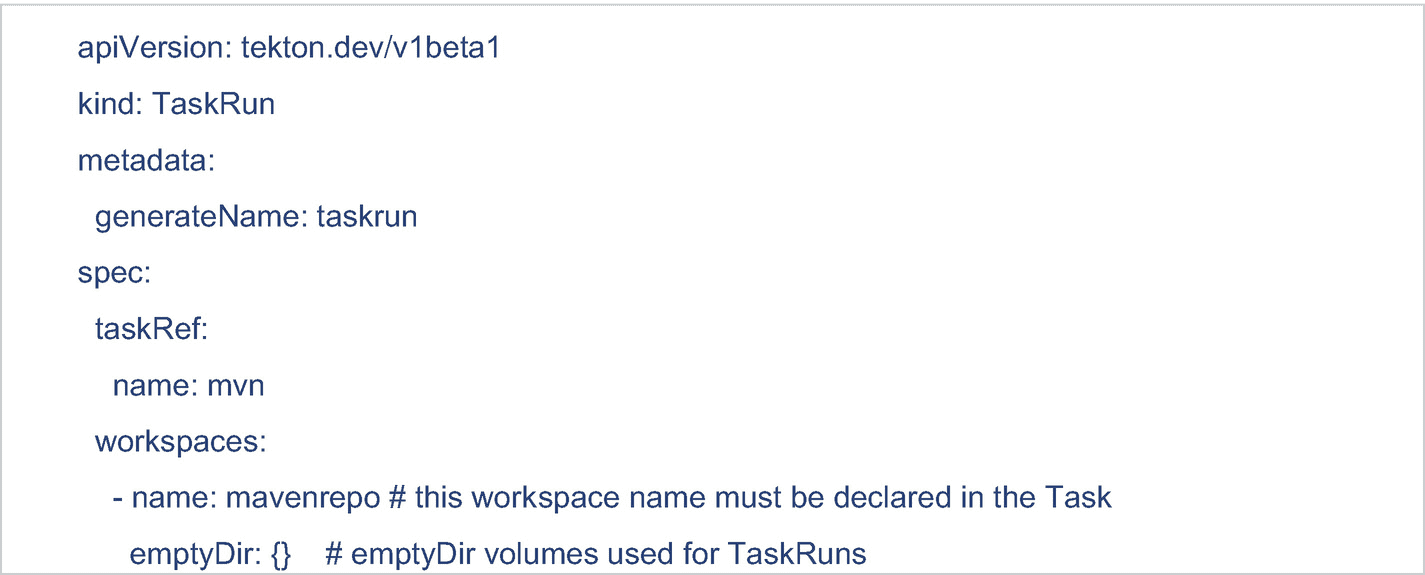 apiVersion: tekton.dev/v1beta1
kind: TaskRun
metadata:
  generateName: taskrun
spec:
  taskRef:
    name: mvn
  workspaces:
    - name: mavenrepo # this workspace name must be declared in the Task
      emptyDir: {}    # emptyDir volumes used for TaskRuns